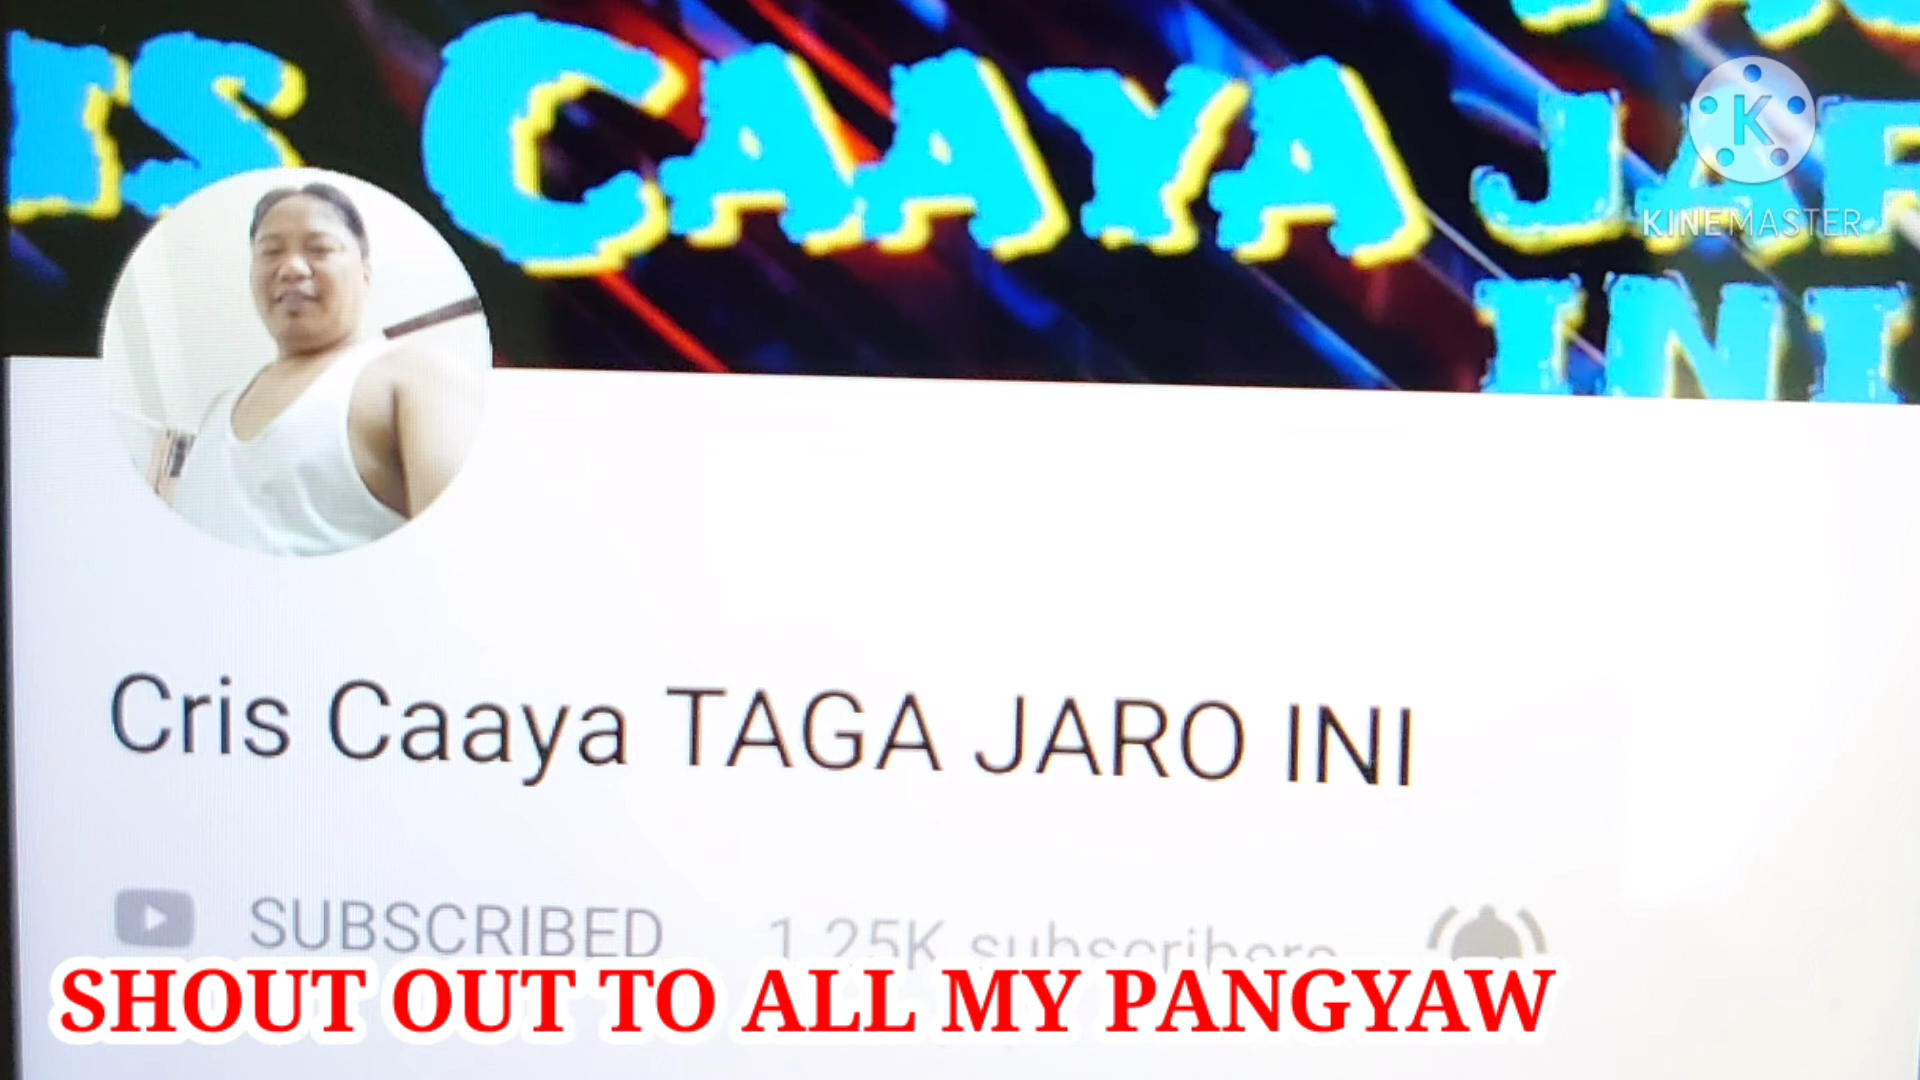 IS CAAYA JAR
INI
K
KINEMASTER
Cris Caaya TAGA JARO INI
SUBSCRIBED 1.25K subscribers
SHOUT OUT TO ALL MY PANGYAW